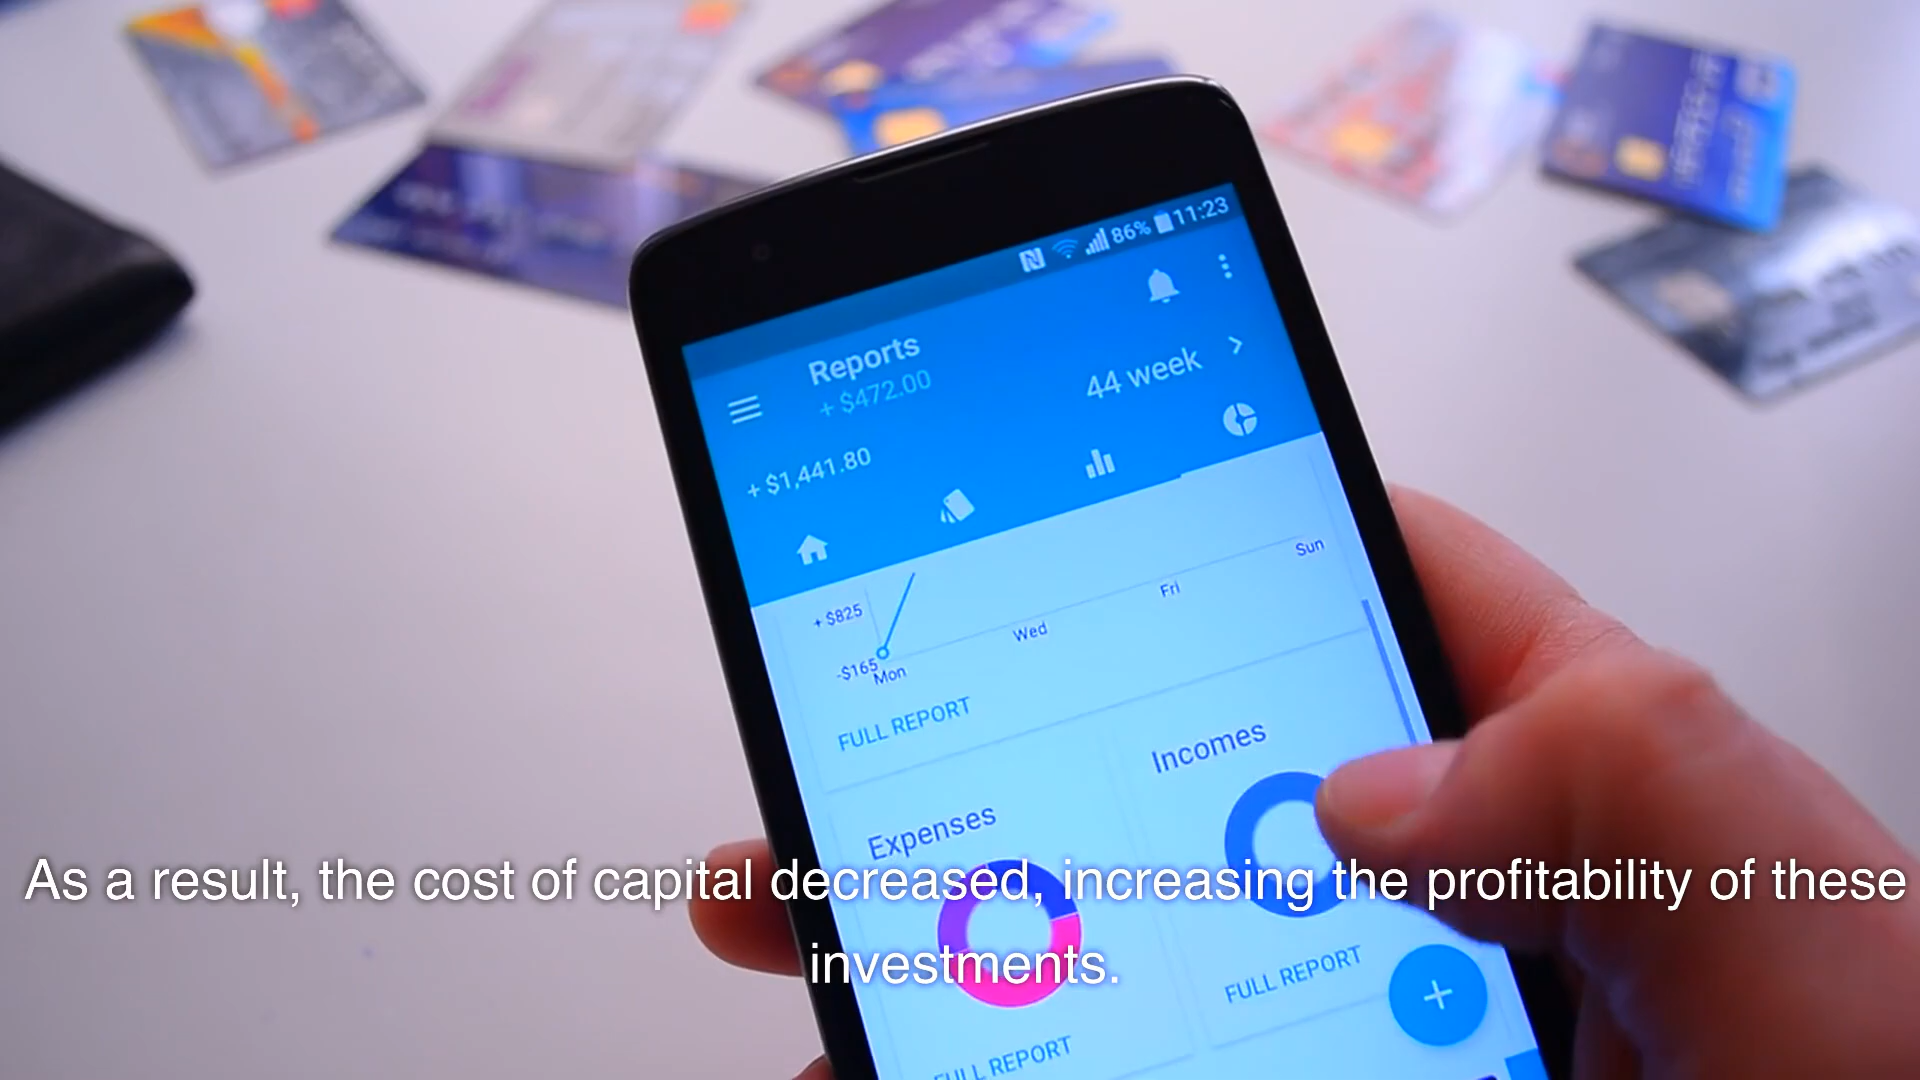 86% 11:23
Reports
+ $472.00
44 week
+ $1,441.80
+ $825
-$165
Mon
Wed
Fri
Sun
FULL REPORT
Expenses
Incomes
As a result, the cost of capital decreased, increasing the profitability of these
investments.
FULL REPORT
FULL REPORT